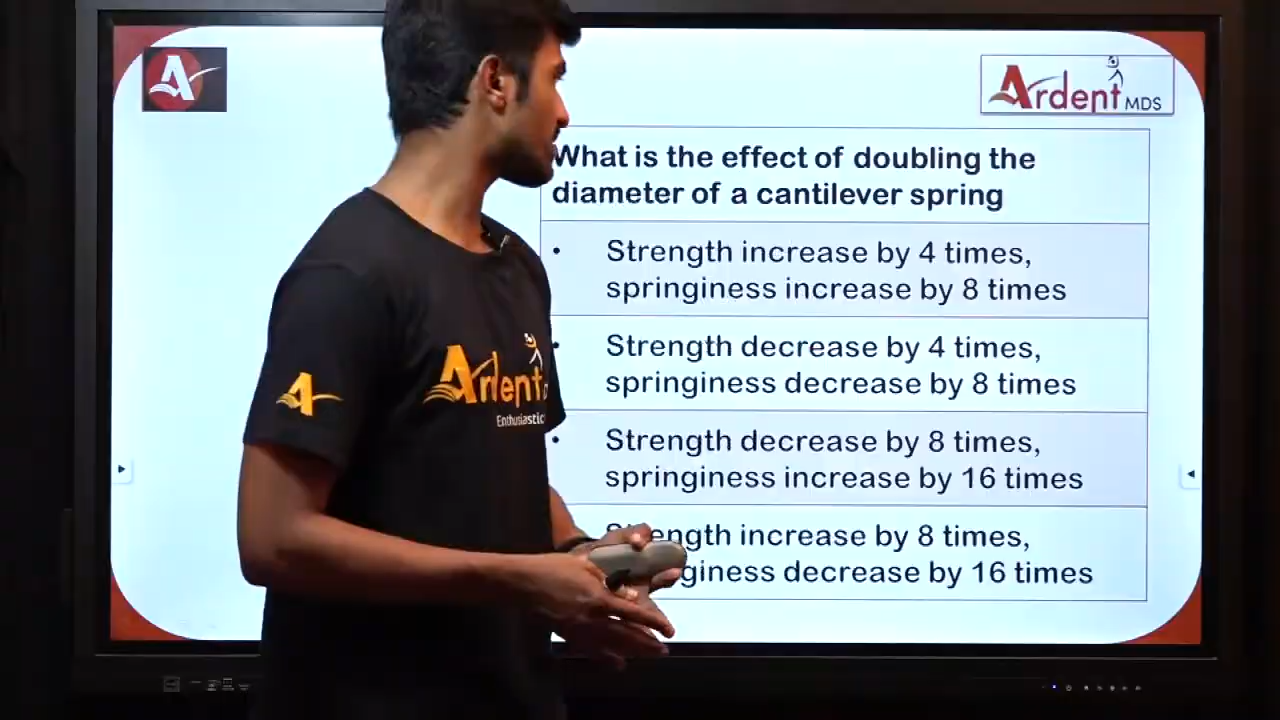 Ardent MDS
What is the effect of doubling the
diameter of a cantilever spring
• Strength increase by 4 times,
springiness increase by 8 times
• Strength decrease by 4 times,
springiness decrease by 8 times
• Strength decrease by 8 times,
springiness increase by 16 times
increase by 8 times,
decrease by 16 times
Ardent